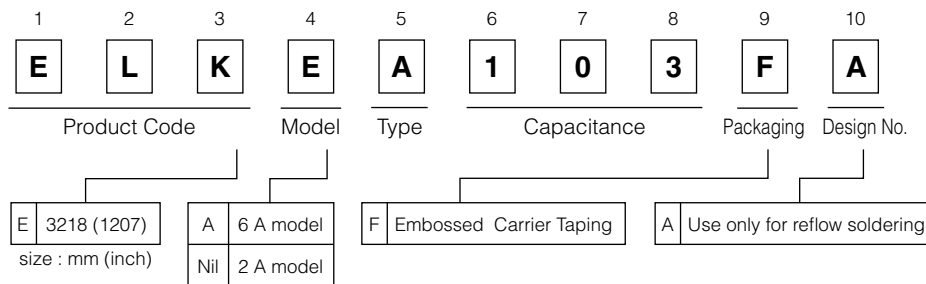 1 2 3 4 5 6 7 8 9 10
E L K E A 1 0 3 F A
Product Code Model Type Capacitance Packaging Design No.
E 3218 (1207) A 6 A model F Embossed Carrier Taping A Use only for reflow soldering
size : mm (inch) Nil 2 A model